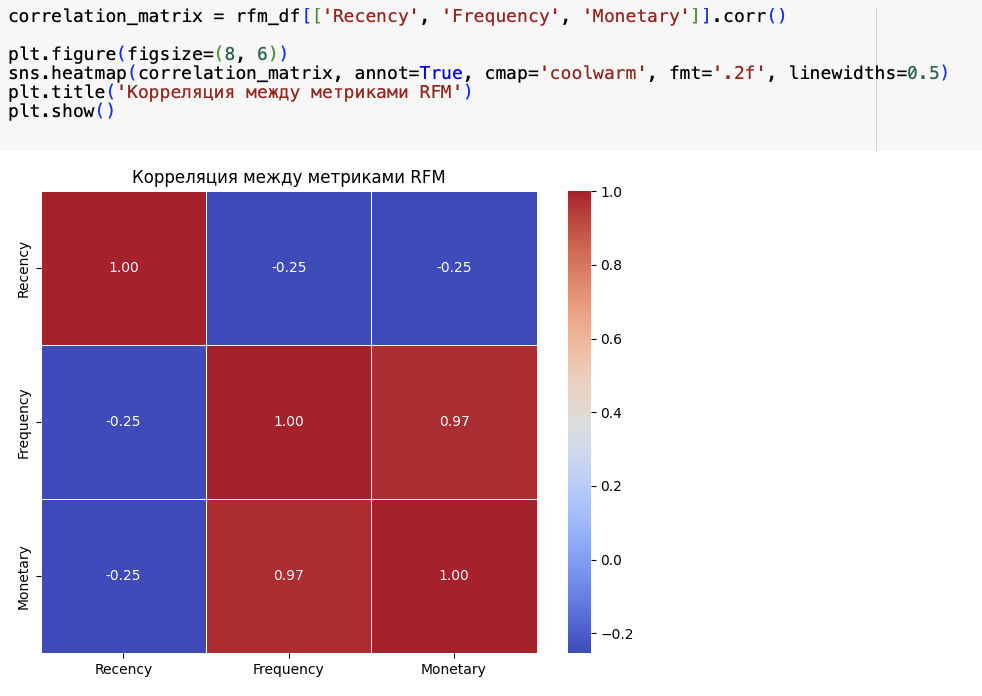 correlation_matrix = rfm_df[['Recency', 'Frequency', 'Monetary']].corr()
plt.figure(figsize=(8, 6))
sns.heatmap(correlation_matrix, annot=True, cmap='coolwarm', fmt='.2f', linewidths=0.5)
plt.title('Корреляция между метриками RFM')
plt.show()
Корреляция между метриками RFM
Recency
1.00
-0.25
-0.25
Frequency
-0.25
1.00
0.97
Monetary
-0.25
0.97
1.00
Recency
Frequency
Monetary
1.0
0.8
0.6
0.4
0.2
0.0
−0.2